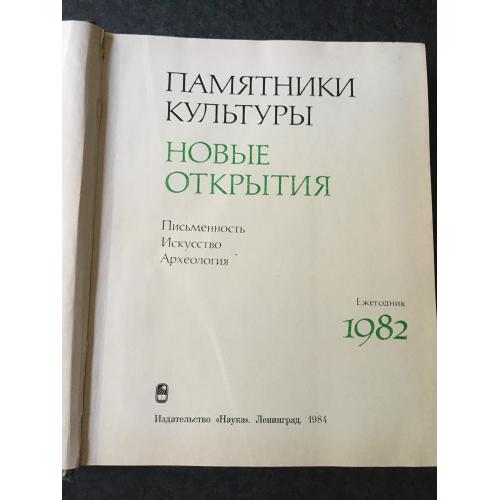 ПАМЯТНИКИ
КУЛЬТУРЫ
НОВЫЕ
ОТКРЫТИЯ
Письменность
Искусство
Археология
Ежегодник
1982
Издательство «Наука». Ленинград. 1984